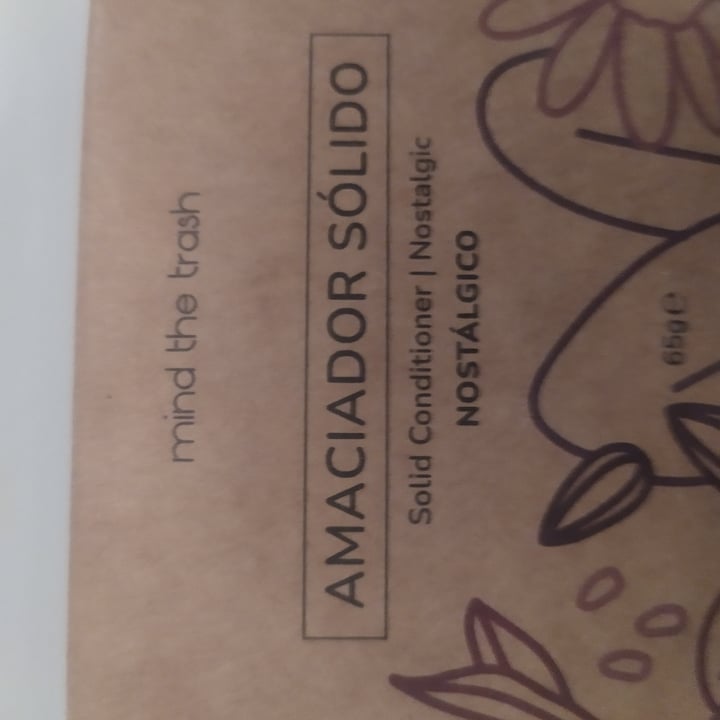 mind the trash
AMACIADOR SÓLIDO
Solid Conditioner | Nostalgic
NOSTÁLGICO
65g e